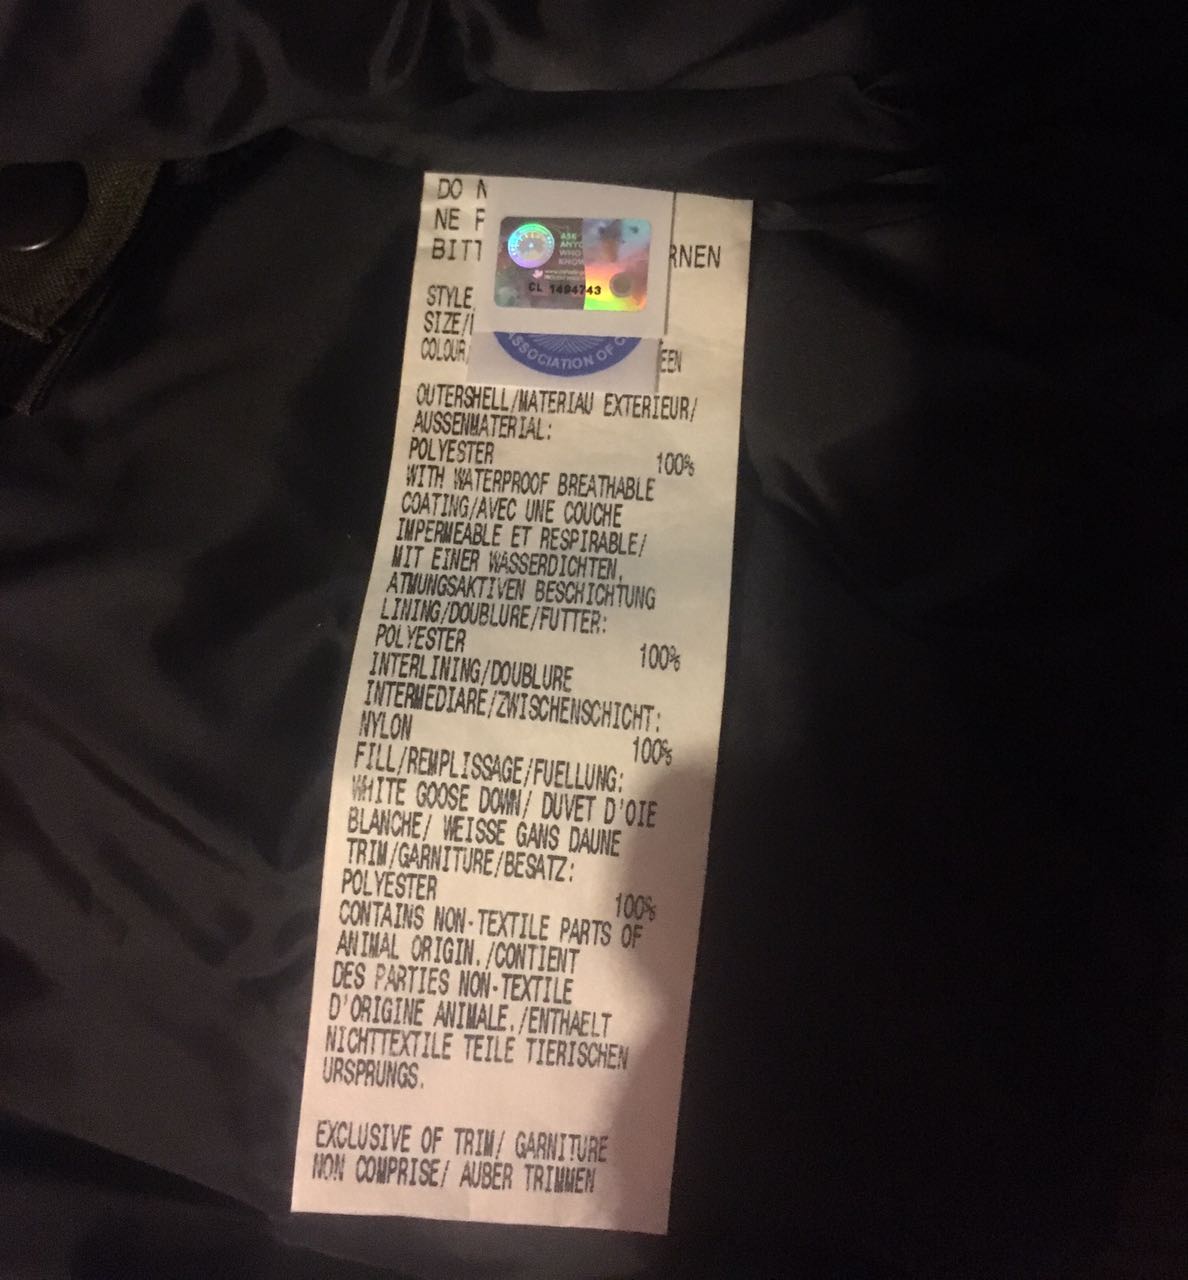 DO
NE
BITT RNEN
ASK
ANYO
WHO
KNOW
CL 1494743
STYLE
SIZE/
COLOUR/ EEN
ASSOCIATION OF
OUTERSHELL/MATERIAU EXTERIEUR/
AUSSENMATERIAL:
POLYESTER 100%
WITH WATERPROOF BREATHABLE
COATING/AVEC UNE COUCHE
IMPERMEABLE ET RESPIRABLE/
MIT EINER WASSERDICHTEN,
ATMUNGSAKTIVEN BESCHICHTUNG
LINING/DOUBLURE/FUTTER:
POLYESTER 100%
INTERLINING/DOUBLURE
INTERMEDIARE/ZWISCHENSCHICHT:
NYLON 100%
FILL/REMPLISSAGE/FUELLUNG:
WHITE GOOSE DOWN/ DUVET D'OIE
BLANCHE/ WEISSE GANS DAUNE
TRIM/GARNITURE/BESATZ:
POLYESTER 100%
CONTAINS NON-TEXTILE PARTS OF
ANIMAL ORIGIN./CONTIENT
DES PARTIES NON-TEXTILE
D'ORIGINE ANIMALE./ENTHAELT
NICHTTEXTILE TEILE TIERISCHEN
URSPRUNGS.
EXCLUSIVE OF TRIM/ GARNITURE
NON COMPRISE/ AUBER TRIMMEN